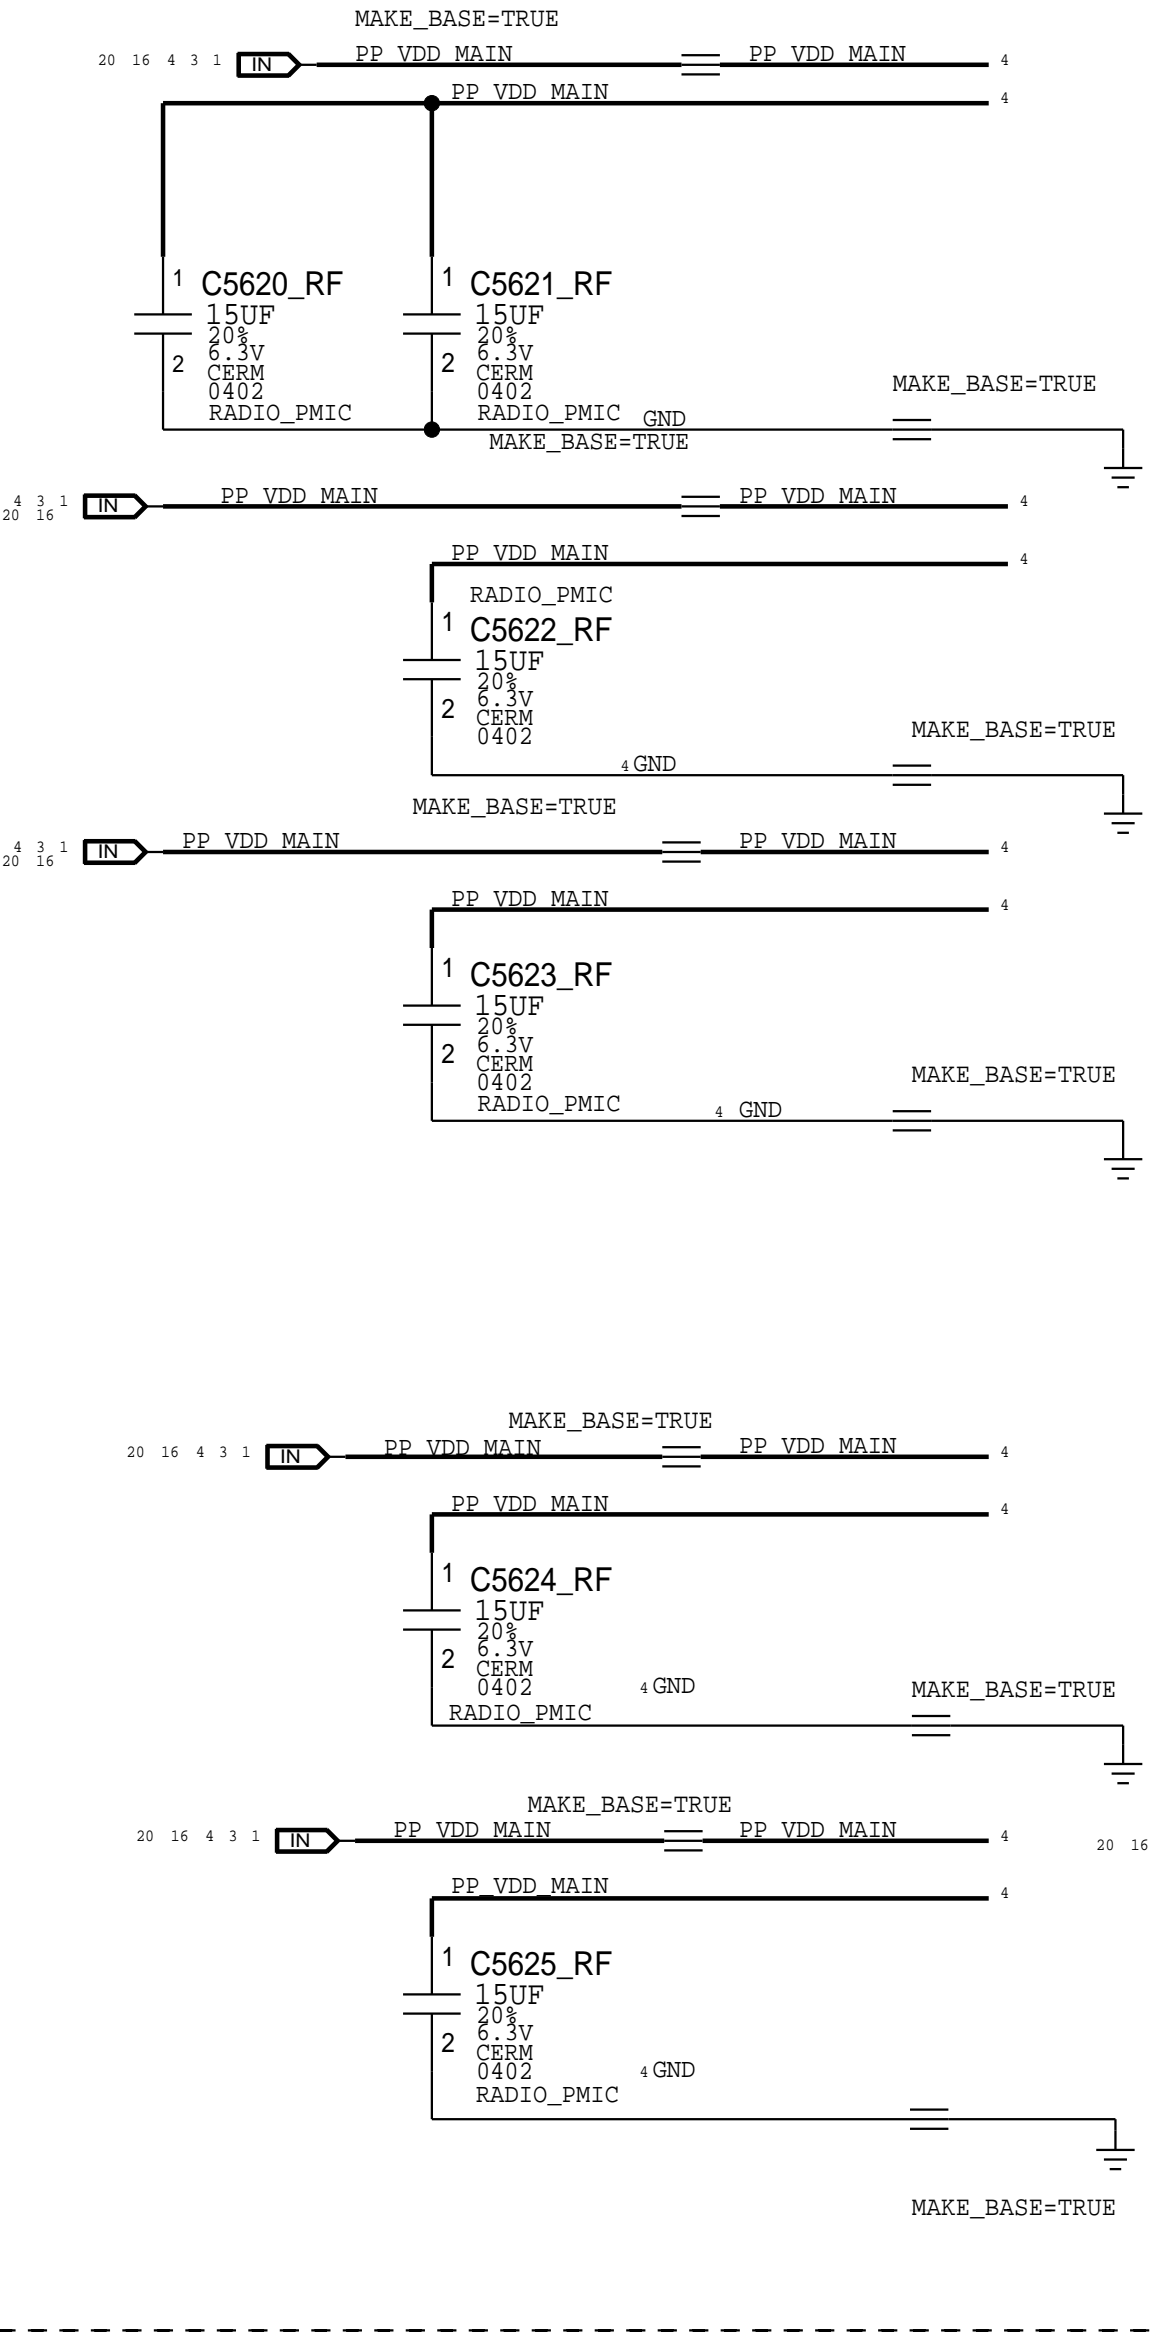 MAKE_BASE=TRUE
20 16 4 3 1 IN PP_VDD_MAIN PP_VDD_MAIN 4
PP_VDD_MAIN 4
1 C5620_RF 1 C5621_RF
15UF 15UF
20% 20%
6.3V 6.3V
2 CERM 2 CERM
0402 0402
MAKE_BASE=TRUE
RADIO_PMIC RADIO_PMIC GND
MAKE_BASE=TRUE
4 3 1 IN PP_VDD_MAIN PP_VDD_MAIN 4
20 16
PP_VDD_MAIN 4
RADIO_PMIC
1 C5622_RF
15UF
20%
6.3V
2 CERM
0402
MAKE_BASE=TRUE
4 GND
MAKE_BASE=TRUE
4 3 1 IN PP_VDD_MAIN PP_VDD_MAIN 4
20 16
PP_VDD_MAIN 4
1 C5623_RF
15UF
20%
6.3V
2 CERM
0402
MAKE_BASE=TRUE
RADIO_PMIC 4 GND
MAKE_BASE=TRUE
20 16 4 3 1 IN PP_VDD_MAIN PP_VDD_MAIN 4
PP_VDD_MAIN 4
1 C5624_RF
15UF
20%
6.3V
2 CERM
0402 4 GND MAKE_BASE=TRUE
RADIO_PMIC
MAKE_BASE=TRUE
20 16 4 3 1 IN PP_VDD_MAIN PP_VDD_MAIN 4 20 16
PP_VDD_MAIN 4
1 C5625_RF
15UF
20%
6.3V
2 CERM
0402 4 GND
RADIO_PMIC
MAKE_BASE=TRUE